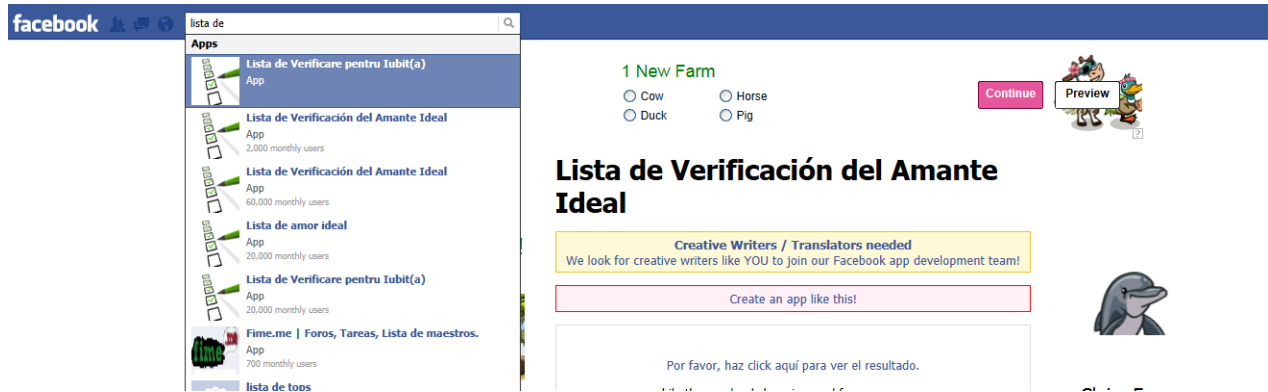 facebook
lista de
Apps
Lista de Verificare pentru Iubit(a)
App
Lista de Verificación del Amante Ideal
App
2,000 monthly users
Lista de Verificación del Amante Ideal
App
60,000 monthly users
Lista de amor ideal
App
20,000 monthly users
Lista de Verificare pentru Iubit(a)
App
20,000 monthly users
Fime.me | Foros, Tareas, Lista de maestros.
App
700 monthly users
lista de tops
1 New Farm
Cow
Horse
Duck
Pig
Continue
Preview
?
Lista de Verificación del Amante
Ideal
Creative Writers / Translators needed
We look for creative writers like YOU to join our Facebook app development team!
Create an app like this!
Por favor, haz click aquí para ver el resultado.